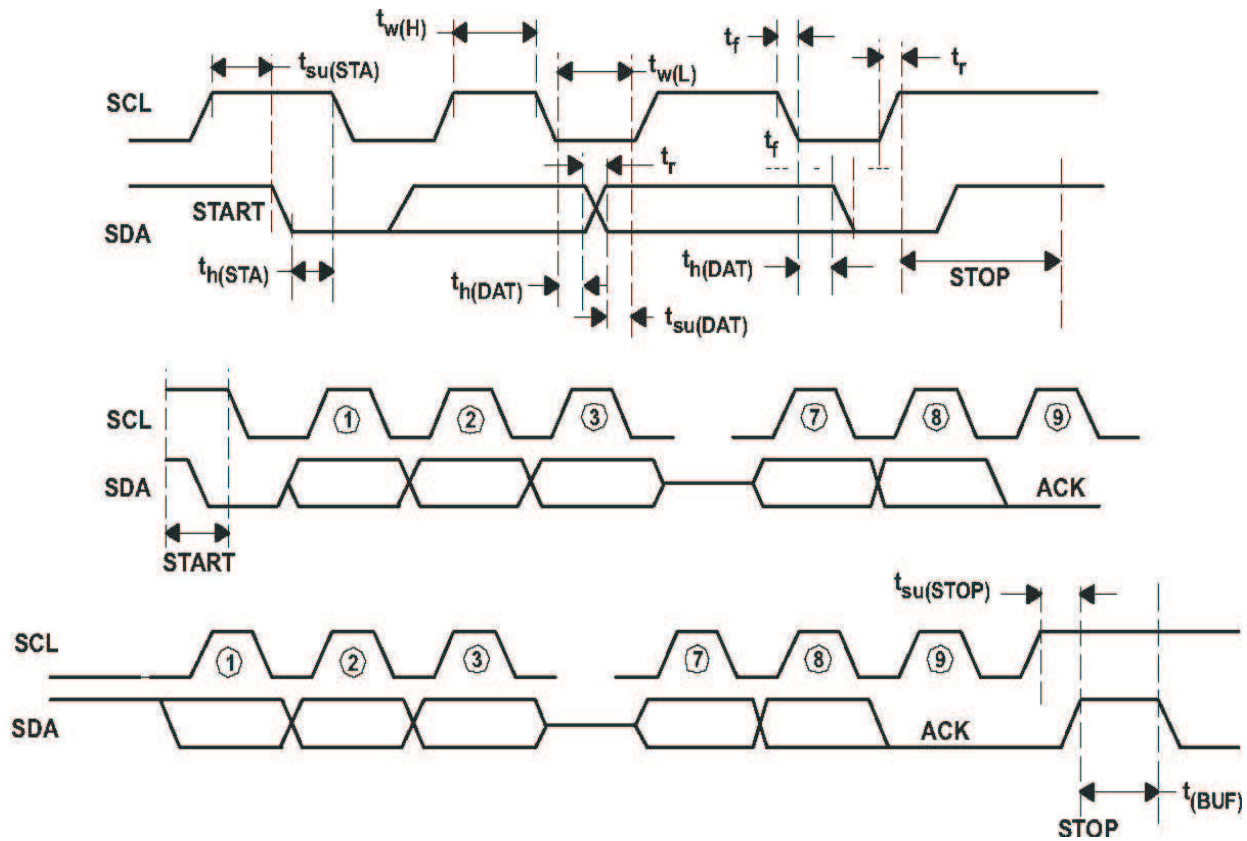 tw(H)
tf
tsu(STA)
tw(L)
tr
SCL
tf
tr
START
SDA
th(STA)
th(DAT)
th(DAT)
STOP
tsu(DAT)
SCL
1 2 3 7 8 9
SDA
ACK
START
tsu(STOP)
SCL
1 2 3 7 8 9
SDA
ACK
t(BUF)
STOP